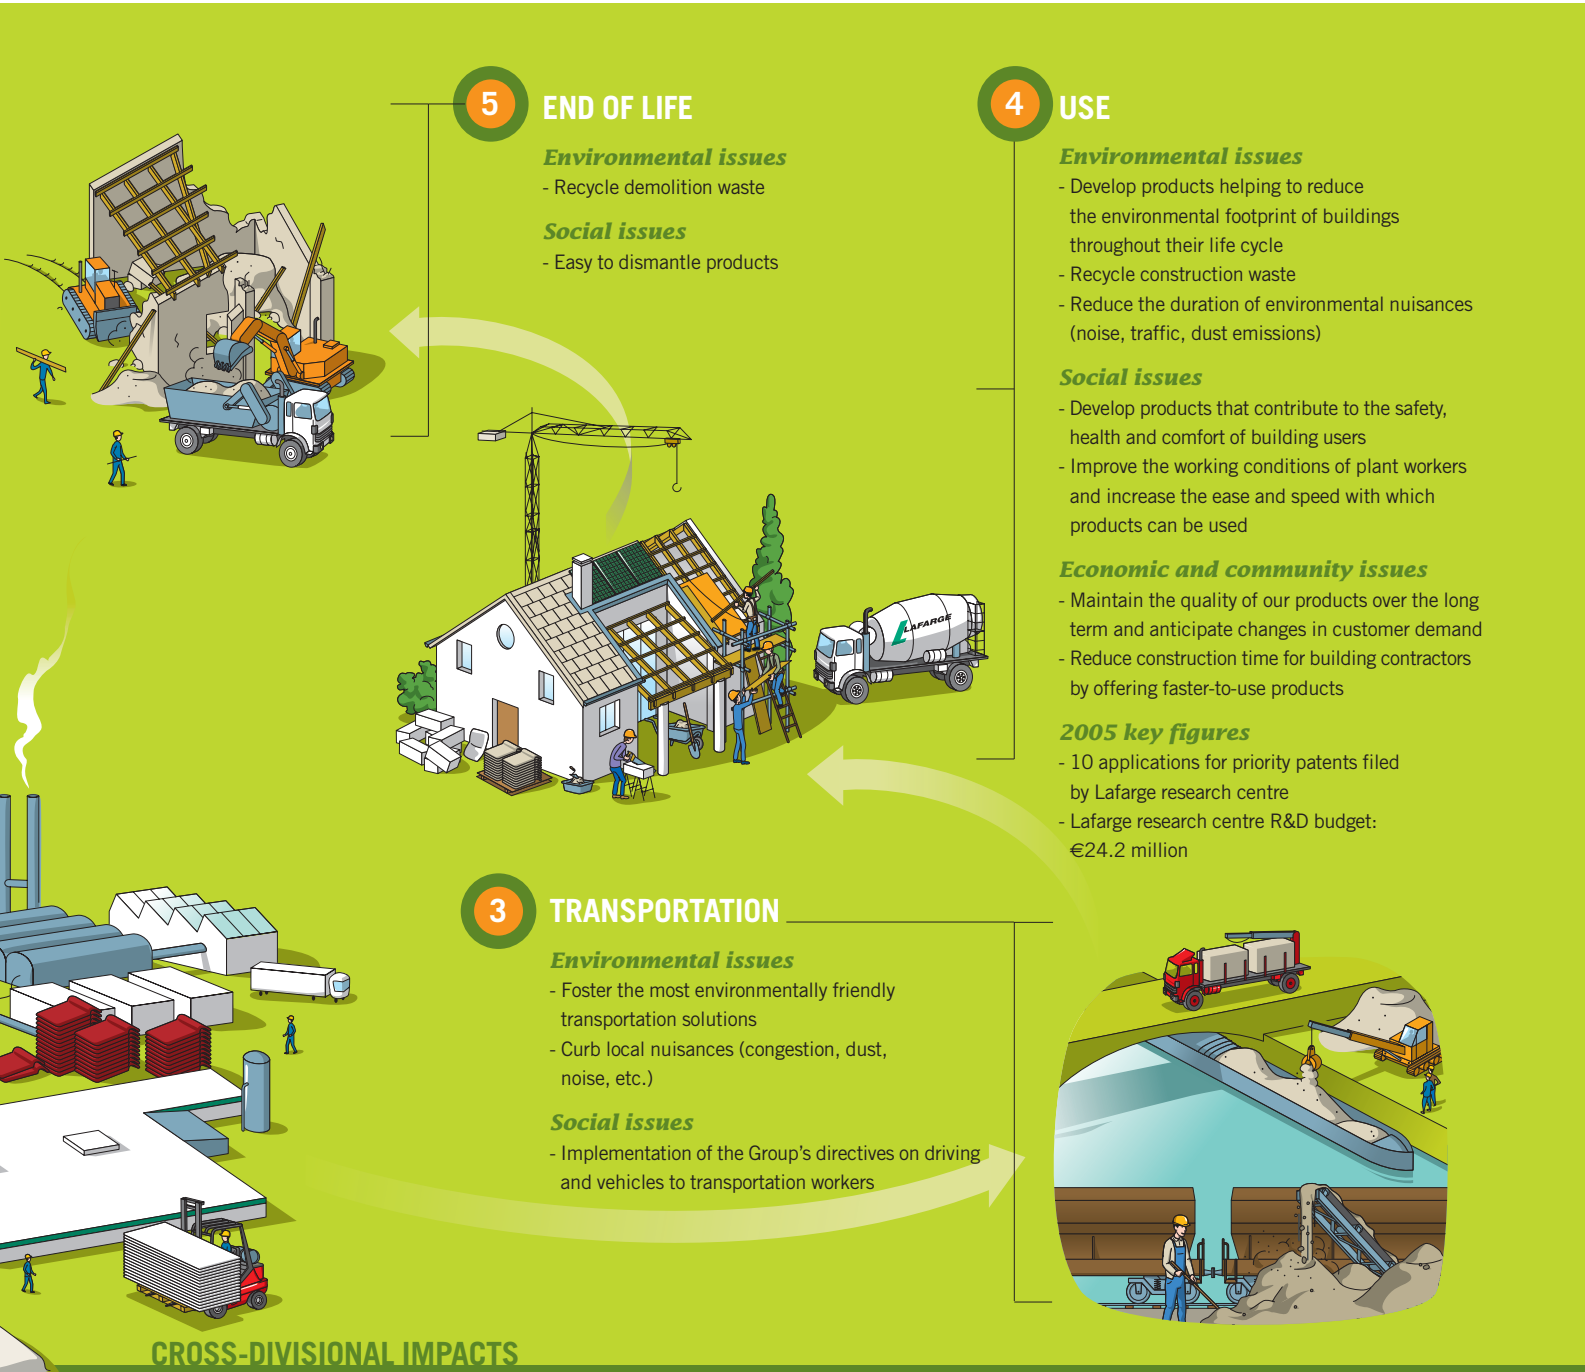 5
END OF LIFE
Environmental issues
- Recycle demolition waste
Social issues
- Easy to dismantle products
4
USE
Environmental issues
- Develop products helping to reduce
the environmental footprint of buildings
throughout their life cycle
- Recycle construction waste
- Reduce the duration of environmental nuisances
(noise, traffic, dust emissions)
Social issues
- Develop products that contribute to the safety,
health and comfort of building users
- Improve the working conditions of plant workers
and increase the ease and speed with which
products can be used
Economic and community issues
- Maintain the quality of our products over the long
term and anticipate changes in customer demand
- Reduce construction time for building contractors
by offering faster-to-use products
2005 key figures
- 10 applications for priority patents filed
by Lafarge research centre
- Lafarge research centre R&D budget:
€24.2 million
LAFARGE
3
TRANSPORTATION
Environmental issues
- Foster the most environmentally friendly
transportation solutions
- Curb local nuisances (congestion, dust,
noise, etc.)
Social issues
- Implementation of the Group's directives on driving
and vehicles to transportation workers
CROSS-DIVISIONAL IMPACTS